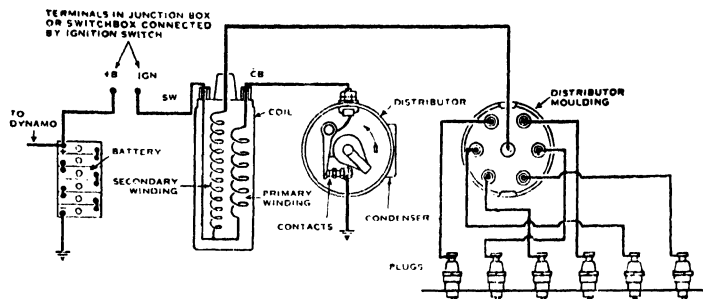 TERMINALS IN JUNCTION BOX
OR SWITCHBOX CONNECTED
BY IGNITION SWITCH
+B IGN
SW
CB
TO
DYNAMO
BATTERY
COIL
DISTRIBUTOR
DISTRIBUTOR
MOULDING
SECONDARY
WINDING
PRIMARY
WINDING
CONTACTS
CONDENSER
PLUGS